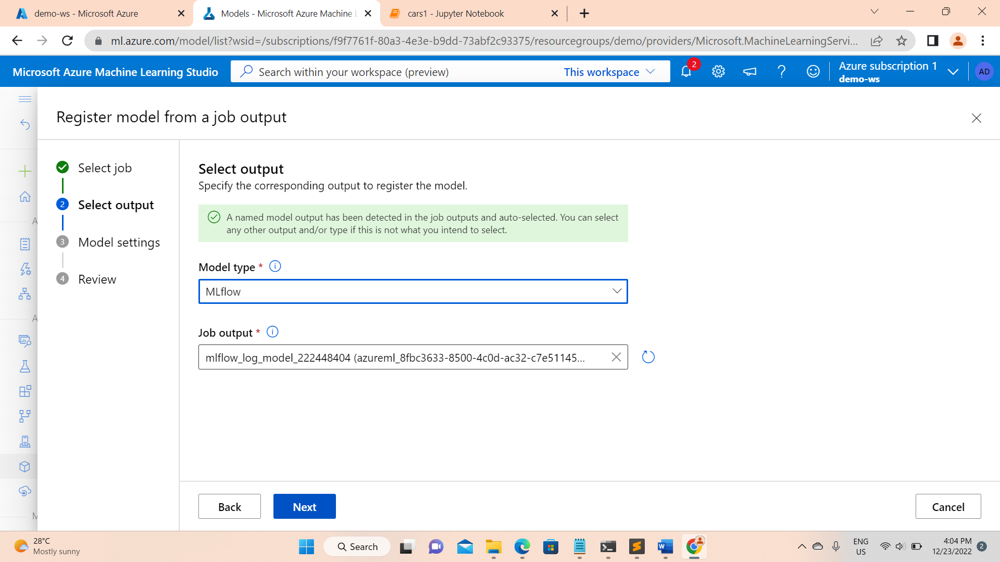 demo-ws - Microsoft Azure
Models - Microsoft Azure Machine L
cars1 - Jupyter Notebook
ml.azure.com/model/list?wsid=/subscriptions/f9f7761f-80a3-4e3e-b9dd-73abf2c93375/resourcegroups/demo/providers/Microsoft.MachineLearningServi...
Microsoft Azure Machine Learning Studio
Search within your workspace (preview)
This workspace
2
Azure subscription 1
demo-ws
AD
Register model from a job output
Select job
2 Select output
3 Model settings
4 Review
A
A
M
Select output
Specify the corresponding output to register the model.
A named model output has been detected in the job outputs and auto-selected. You can select
any other output and/or type if this is not what you intend to select.
Model type *
MLflow
Job output *
mlflow_log_model_222448404 (azureml_8fbc3633-8500-4c0d-ac32-c7e51145...
Back
Next
Cancel
28°C
Mostly sunny
Search
ENG
US
4:04 PM
12/23/2022
2